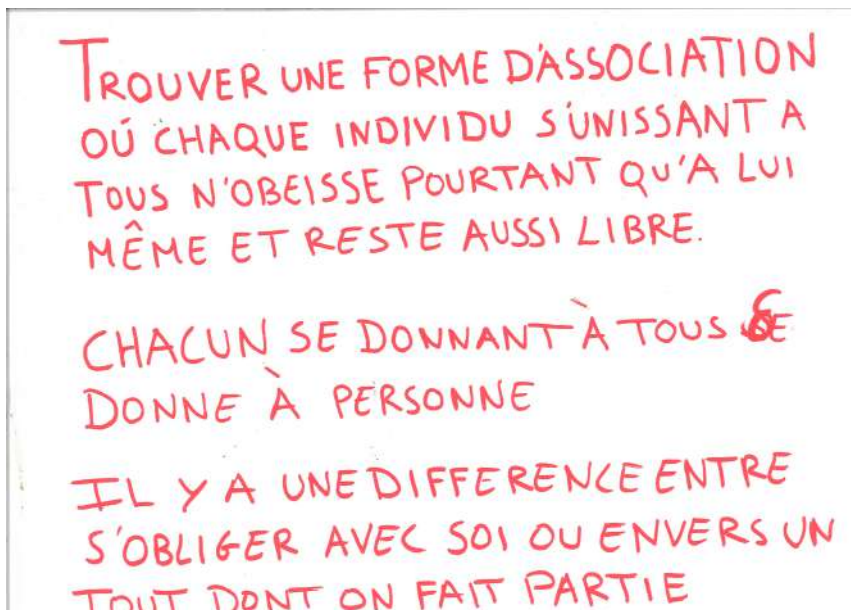 TROUVER UNE FORME D'ASSOCIATION
OÚ CHAQUE INDIVIDU S'UNISSANT A
TOUS N'OBEISSE POURTANT QU'A LUI
MÊME ET RESTE AUSSI LIBRE.
CHACUN SE DONNANT À TOUS SE
DONNE À PERSONNE
IL Y A UNE DIFFERENCE ENTRE
S'OBLIGER AVEC SOI OU ENVERS UN
TOUT DONT ON FAIT PARTIE